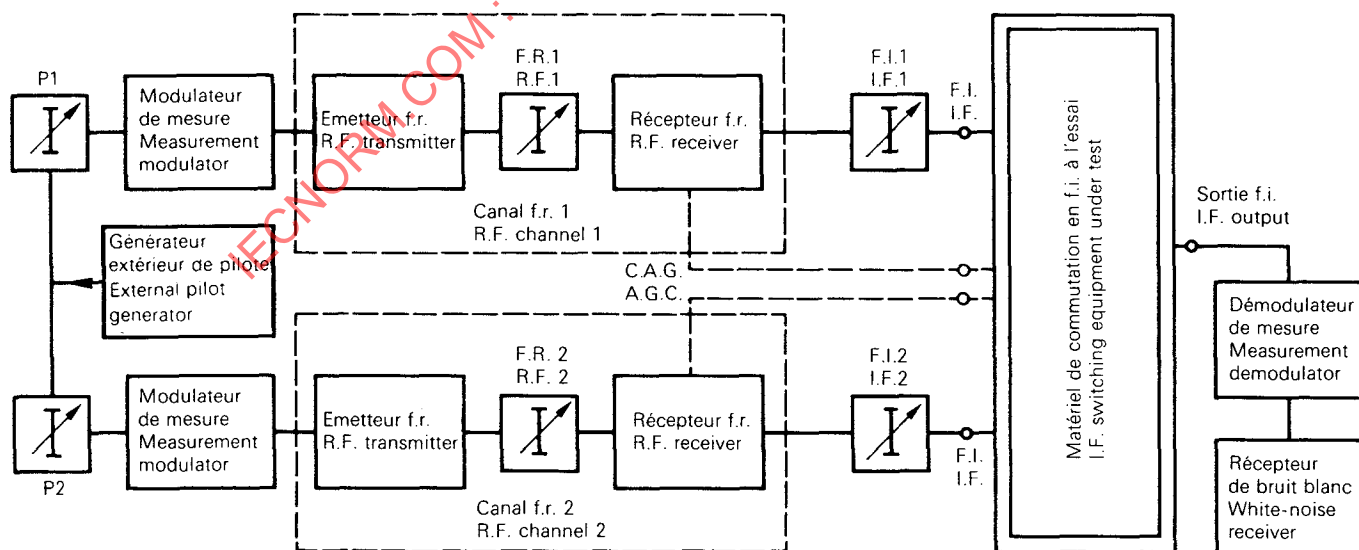 P1
Modulateur
de mesure
Measurement
modulator
Emetteur f.r.
R.F. transmitter
F.R.1
R.F.1
Récepteur f.r.
R.F. receiver
F.I.1
I.F.1
F.I.
I.F.
Canal f.r. 1
R.F. channel 1
Générateur
extérieur de pilote
External pilot
generator
C.A.G.
A.G.C.
Matériel de commutation en f.i. à l'essai
I.F. switching equipment under test
Sortie f.i.
I.F. output
Démodulateur
de mesure
Measurement
demodulator
Récepteur
de bruit blanc
White-noise
receiver
P2
Modulateur
de mesure
Measurement
modulator
Emetteur f.r.
R.F. transmitter
F.R. 2
R.F. 2
Récepteur f.r.
R.F. receiver
F.I.2
I.F.2
F.I.
I.F.
Canal f.r. 2
R.F. channel 2
IECNORM.COM :